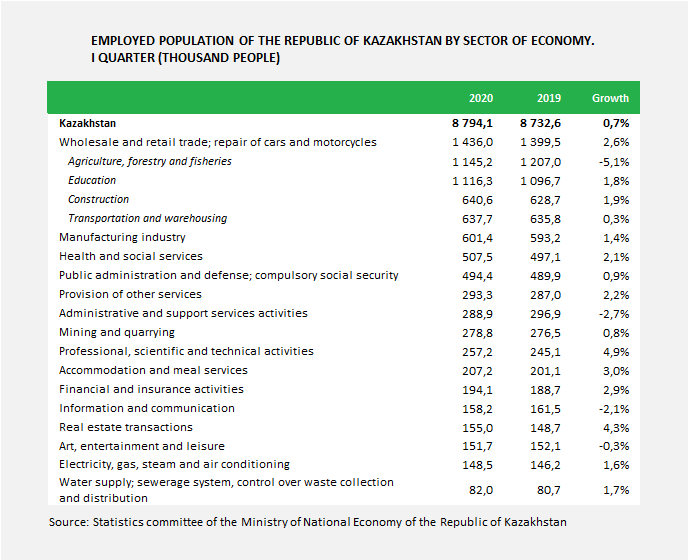 EMPLOYED POPULATION OF THE REPUBLIC OF KAZAKHSTAN BY SECTOR OF ECONOMY.
I QUARTER (THOUSAND PEOPLE)
2020 2019 Growth
Kazakhstan 8 794,1 8 732,6 0,7%
Wholesale and retail trade; repair of cars and motorcycles 1 436,0 1 399,5 2,6%
Agriculture, forestry and fisheries 1 145,2 1 207,0 -5,1%
Education 1 116,3 1 096,7 1,8%
Construction 640,6 628,7 1,9%
Transportation and warehousing 637,7 635,8 0,3%
Manufacturing industry 601,4 593,2 1,4%
Health and social services 507,5 497,1 2,1%
Public administration and defense; compulsory social security 494,4 489,9 0,9%
Provision of other services 293,3 287,0 2,2%
Administrative and support services activities 288,9 296,9 -2,7%
Mining and quarrying 278,8 276,5 0,8%
Professional, scientific and technical activities 257,2 245,1 4,9%
Accommodation and meal services 207,2 201,1 3,0%
Financial and insurance activities 194,1 188,7 2,9%
Information and communication 158,2 161,5 -2,1%
Real estate transactions 155,0 148,7 4,3%
Art, entertainment and leisure 151,7 152,1 -0,3%
Electricity, gas, steam and air conditioning 148,5 146,2 1,6%
Water supply; sewerage system, control over waste collection
and distribution 82,0 80,7 1,7%
Source: Statistics committee of the Ministry of National Economy of the Republic of Kazakhstan